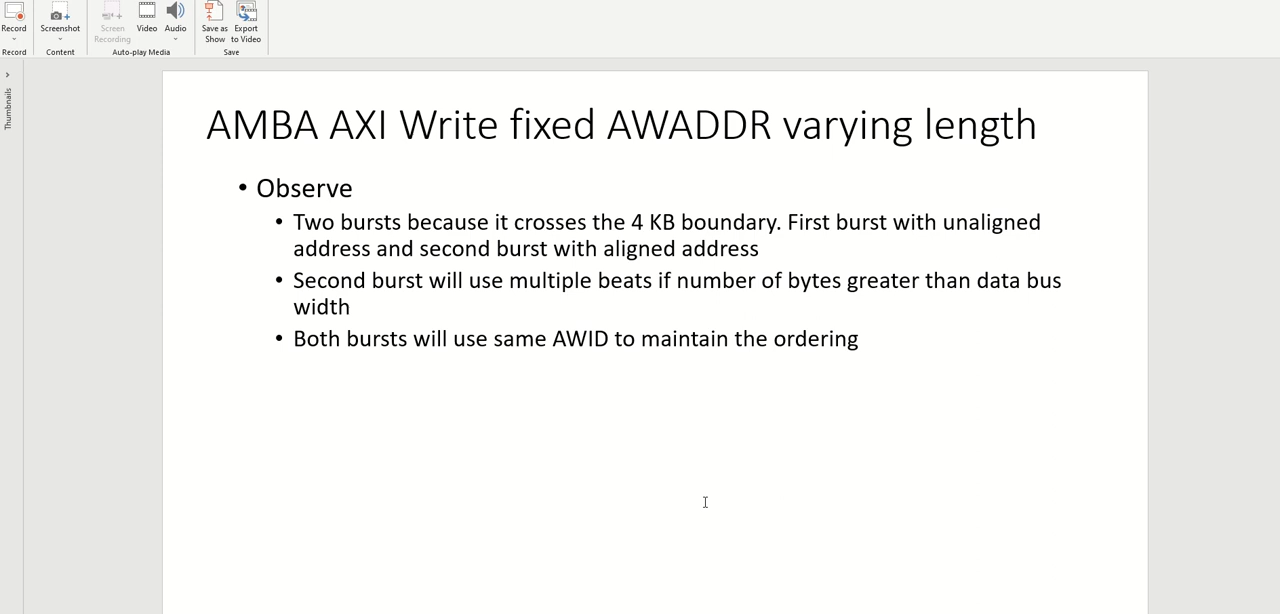 Record
Screenshot
Screen
Recording
Video
Audio
Save as
Show
Export
to Video
Record
Content
Auto-play Media
Save
Thumbnails
AMBA AXI Write fixed AWADDR varying length
• Observe
• Two bursts because it crosses the 4 KB boundary. First burst with unaligned
address and second burst with aligned address
• Second burst will use multiple beats if number of bytes greater than data bus
width
• Both bursts will use same AWID to maintain the ordering